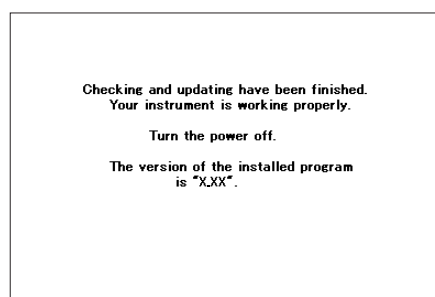 Checking and updating have been finished.
Your instrument is working properly.
Turn the power off.
The version of the installed program
is "X.XX".